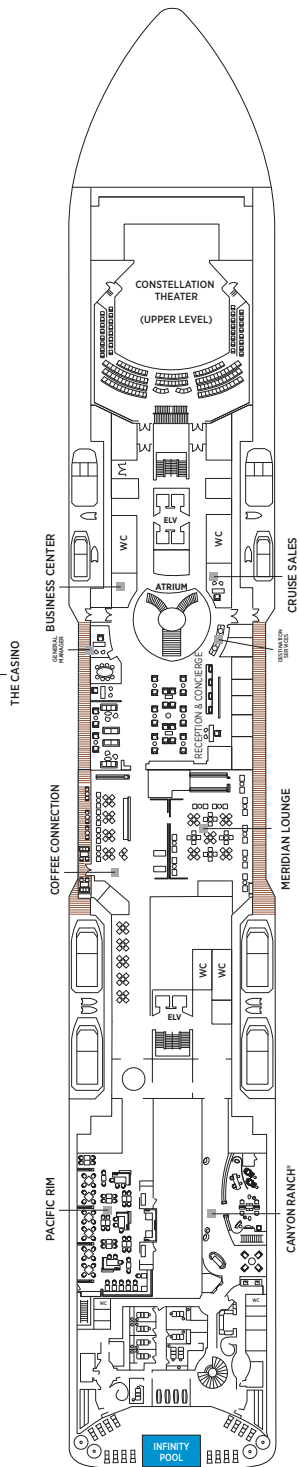 CONSTELLATION
THEATER
(UPPER LEVEL)
ELV
WC
WC
BUSINESS CENTER
ATRIUM
CRUISE SALES
GENERAL
MANAGER
DESTINATION
SERVICES
RECEPTION & CONCIERGE
THE CASINO
COFFEE CONNECTION
MERIDIAN LOUNGE
WC
WC
ELV
PACIFIC RIM
CANYON RANCH®
WC
WC
INFINITY
POOL